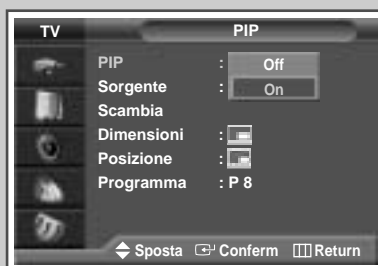 TV PIP
PIP : Off
Sorgente : On
Scambia
Dimensioni :
Posizione :
Programma : P 8
Sposta Conferm Return